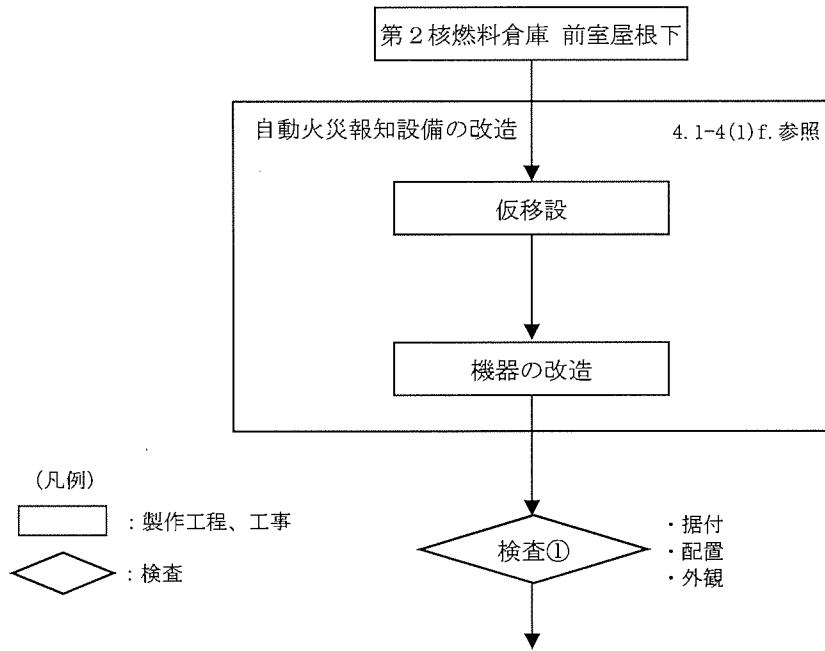 第2核燃料倉庫 前室屋根下
自動火災報知設備の改造
4.1-4(1)f.参照
仮移設
機器の改造
(凡例)
：製作工程、工事
：検査
検査①
・据付
・配置
・外観